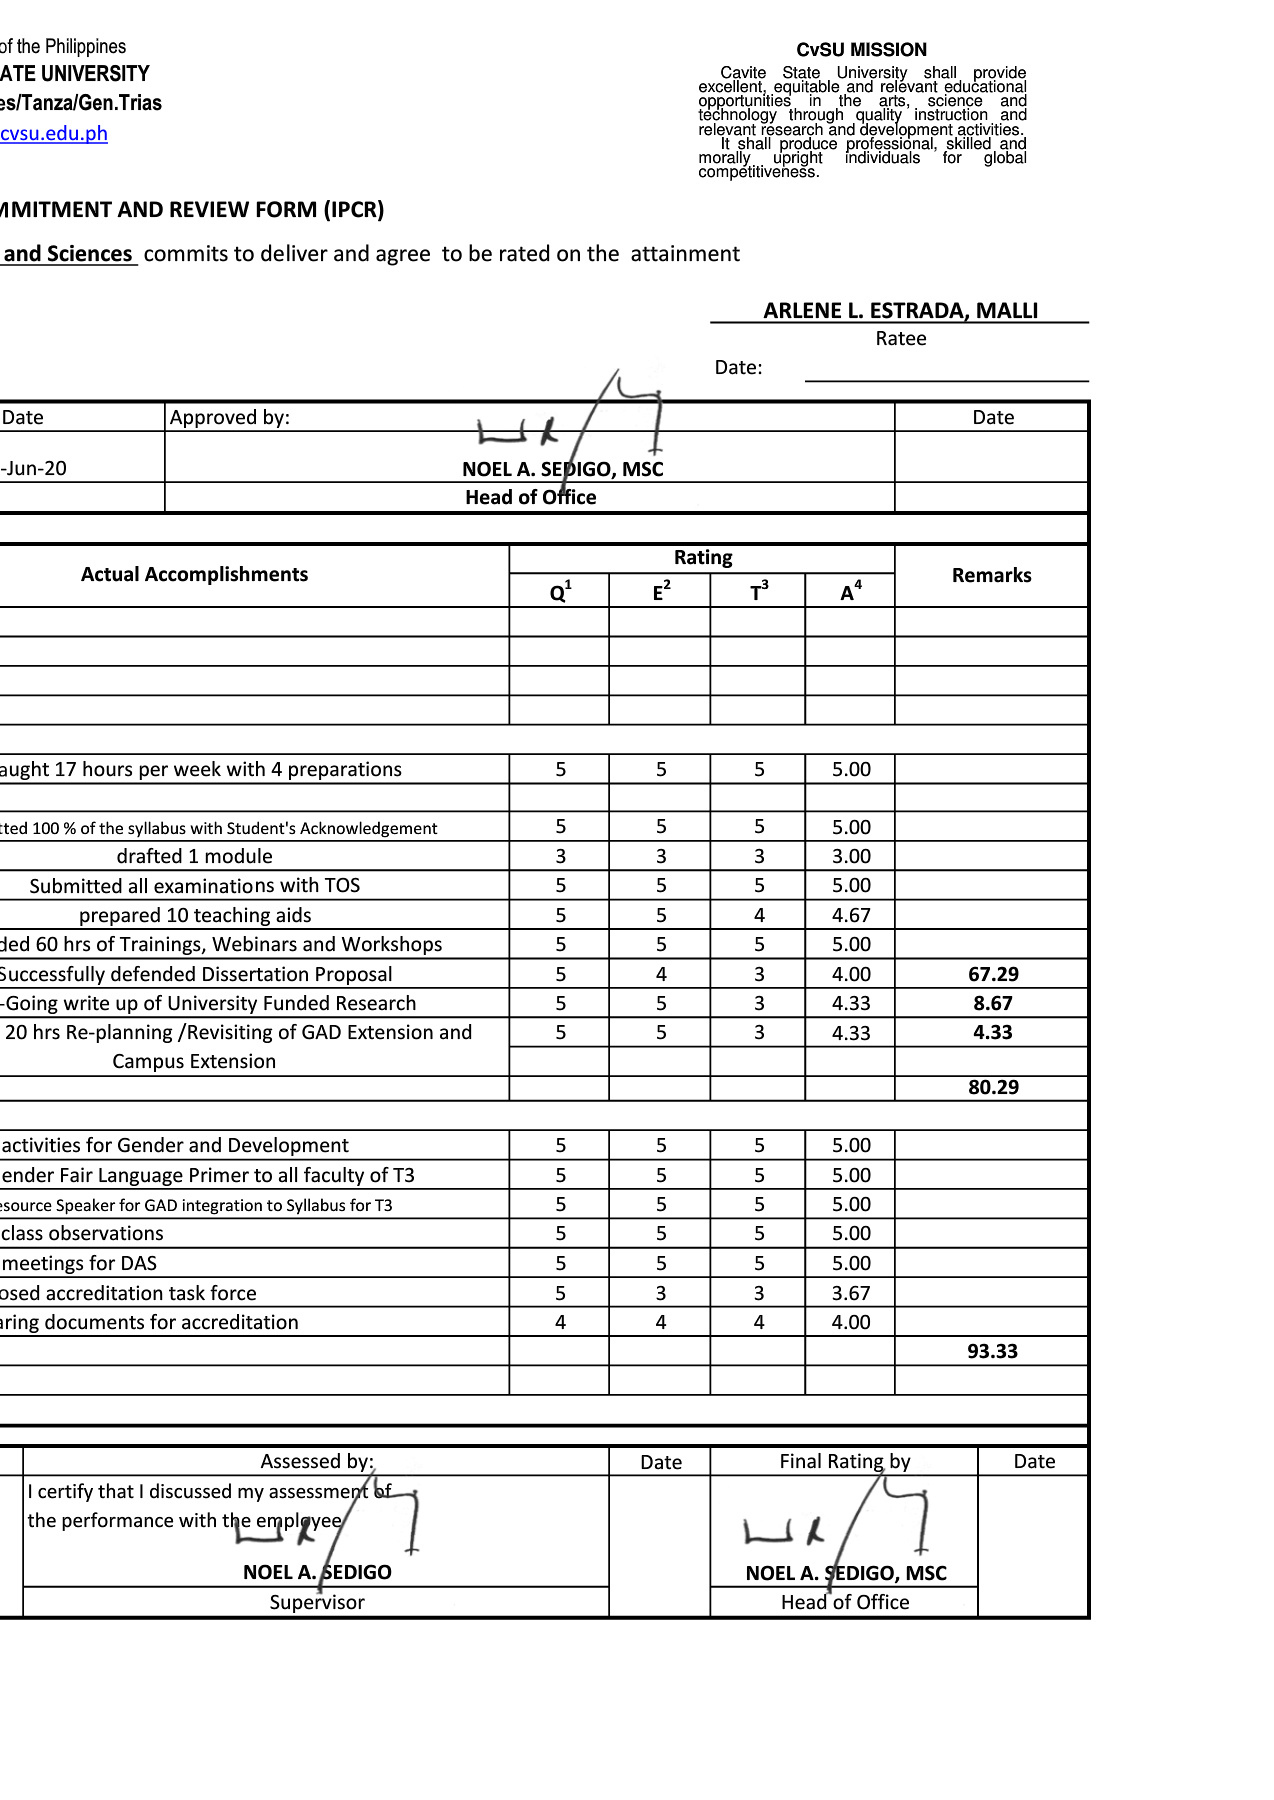 of the Philippines
ATE UNIVERSITY
es/Tanza/Gen.Trias
cvsu.edu.ph
CvSU MISSION
Cavite State University shall provide
excellent, equitable and relevant educational
opportunities in the arts, science and
technology through quality instruction and
relevant research and development activities.
It shall produce professional, skilled and
morally upright individuals for global
competitiveness.
MMITMENT AND REVIEW FORM (IPCR)
and Sciences commits to deliver and agree to be rated on the attainment
ARLENE L. ESTRADA, MALLI
Ratee
Date:
Date Approved by: Date
-Jun-20 NOEL A. SEDIGO, MSC
Head of Office
Actual Accomplishments Rating Remarks
Q1 E2 T3 A4
aught 17 hours per week with 4 preparations 5 5 5 5.00
tted 100 % of the syllabus with Student's Acknowledgement 5 5 5 5.00
drafted 1 module 3 3 3 3.00
Submitted all examinations with TOS 5 5 5 5.00
prepared 10 teaching aids 5 5 4 4.67
ded 60 hrs of Trainings, Webinars and Workshops 5 5 5 5.00
Successfully defended Dissertation Proposal 5 4 3 4.00 67.29
-Going write up of University Funded Research 5 5 3 4.33 8.67
20 hrs Re-planning /Revisiting of GAD Extension and 5 5 3 4.33 4.33
Campus Extension
80.29
activities for Gender and Development 5 5 5 5.00
ender Fair Language Primer to all faculty of T3 5 5 5 5.00
esource Speaker for GAD integration to Syllabus for T3 5 5 5 5.00
class observations 5 5 5 5.00
meetings for DAS 5 5 5 5.00
osed accreditation task force 5 3 3 3.67
aring documents for accreditation 4 4 4 4.00
93.33
Assessed by: Date Final Rating by Date
I certify that I discussed my assessment of
the performance with the employee
NOEL A. SEDIGO NOEL A. SEDIGO, MSC
Supervisor Head of Office